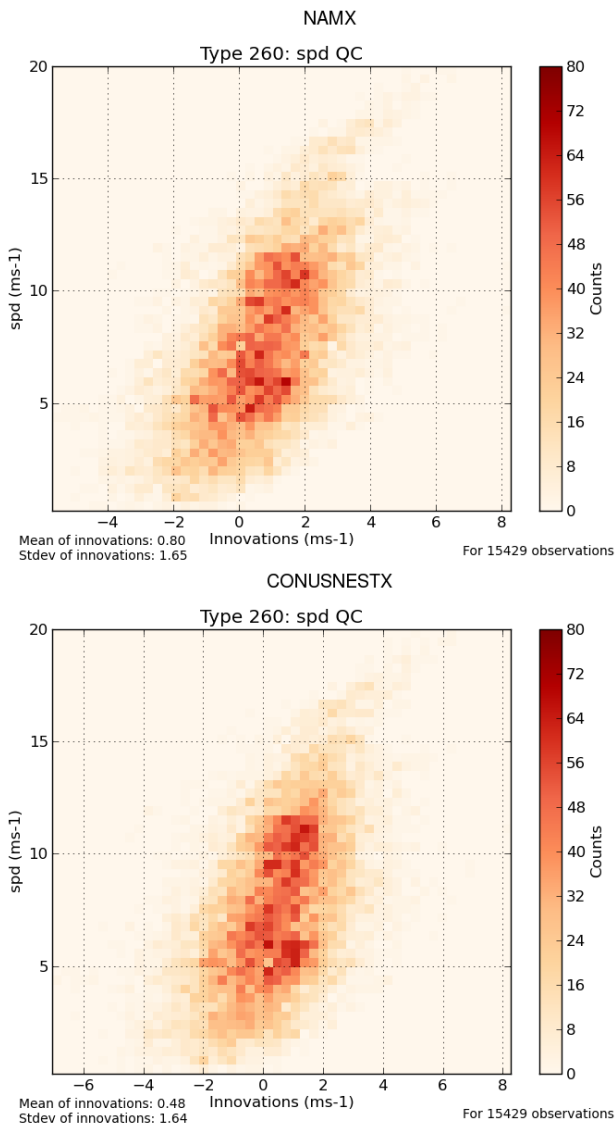 NAMX
Type 260: spd QC
20
15
10
5
spd (ms-1)
−4 −2 0 2 4 6 8
Innovations (ms-1)
80
72
64
56
48
40
32
24
16
8
0
Counts
Mean of innovations: 0.80
Stdev of innovations: 1.65
For 15429 observations
CONUSNESTX
Type 260: spd QC
20
15
10
5
spd (ms-1)
−6 −4 −2 0 2 4 6 8
Innovations (ms-1)
80
72
64
56
48
40
32
24
16
8
0
Counts
Mean of innovations: 0.48
Stdev of innovations: 1.64
For 15429 observations